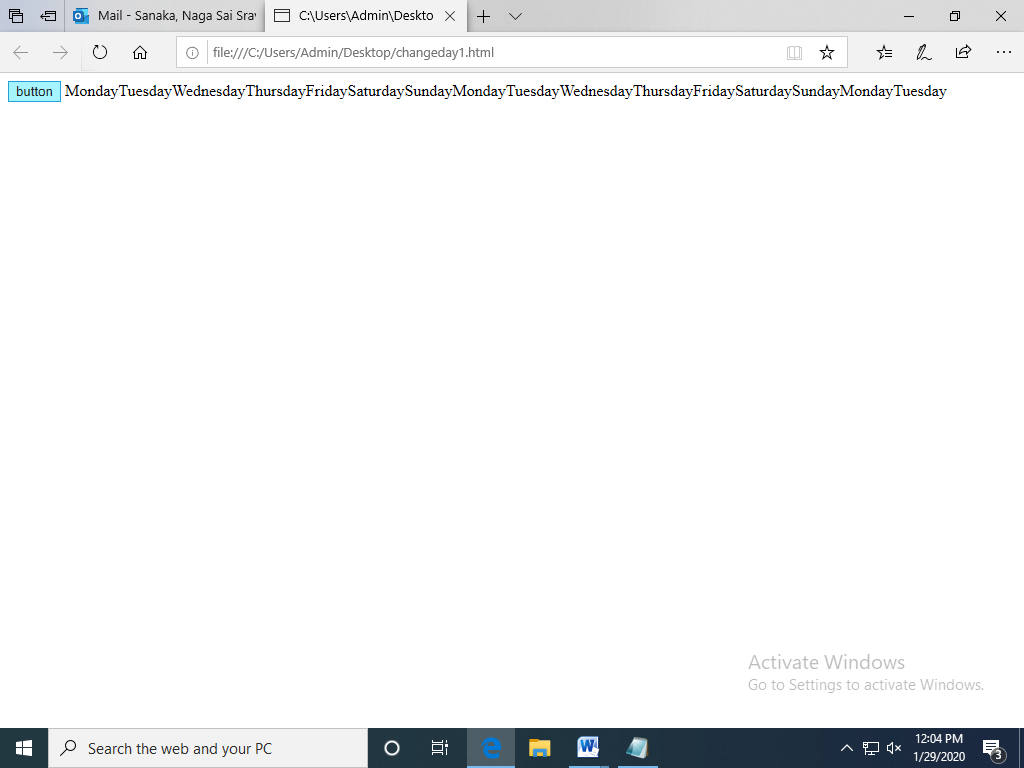 Mail - Sanaka, Naga Sai Sra
C:\Users\Admin\Deskto
file:///C:/Users/Admin/Desktop/changeday1.html
button MondayTuesdayWednesdayThursdayFridaySaturdaySundayMondayTuesdayWednesdayThursdayFridaySaturdaySundayMondayTuesday
Activate Windows
Go to Settings to activate Windows.
Search the web and your PC
12:04 PM
1/29/2020
3